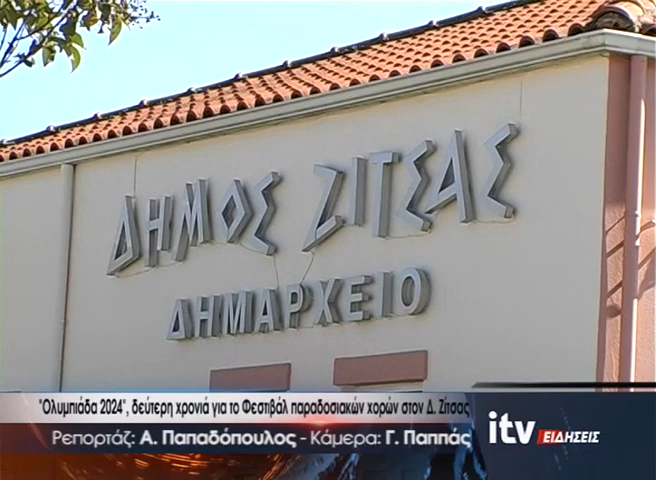 ΔΗΜΟΣ ΖΙΤΣΑΣ
ΔΗΜΑΡΧΕΙΟ
"Ολυμπιάδα 2024", δεύτερη χρονιά για το Φεστιβάλ παραδοσιακών χορών στον Δ. Ζίτσας
Ρεπορτάζ: Α. Παπαδόπουλος - Κάμερα: Γ. Παππάς
itv ΕΙΔΗΣΕΙΣ